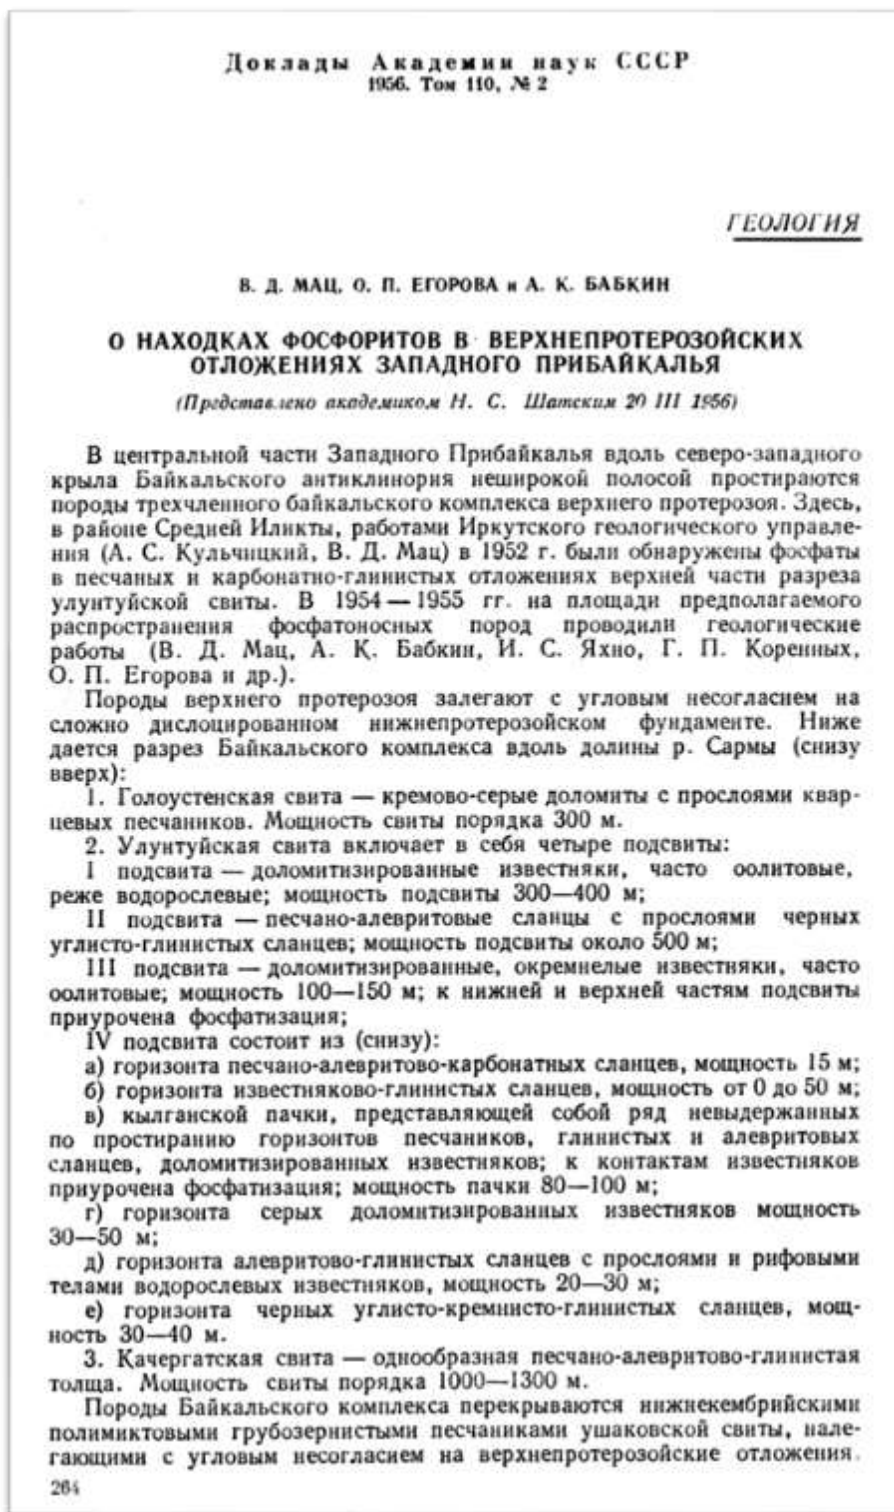 Доклады Академии наук СССР
1956. Том 110, № 2
ГЕОЛОГИЯ
В. Д. МАЦ, О. П. ЕГОРОВА и А. К. БАБКИН
О НАХОДКАХ ФОСФОРИТОВ В ВЕРХНЕПРОТЕРОЗОЙСКИХ
ОТЛОЖЕНИЯХ ЗАПАДНОГО ПРИБАЙКАЛЬЯ
(Представлено академиком Н. С. Шатским 20 III 1956)
В центральной части Западного Прибайкалья вдоль северо-западного
крыла Байкальского антиклинория неширокой полосой простираются
породы трехчленного байкальского комплекса верхнего протерозоя. Здесь,
в районе Средней Иликты, работами Иркутского геологического управле-
ния (А. С. Кульчицкий, В. Д. Мац) в 1952 г. были обнаружены фосфаты
в песчаных и карбонатно-глинистых отложениях верхней части разреза
улунтуйской свиты. В 1954 — 1955 гг. на площади предполагаемого
распространения фосфатоносных пород проводили геологические
работы (В. Д. Мац, А. К. Бабкин, И. С. Яхно, Г. П. Коренных,
О. П. Егорова и др.).
Породы верхнего протерозоя залегают с угловым несогласием на
сложно дислоцированном нижнепротерозойском фундаменте. Ниже
дается разрез Байкальского комплекса вдоль долины р. Сармы (снизу
вверх):
1. Голоустенская свита — кремово-серые доломиты с прослоями квар-
цевых песчаников. Мощность свиты порядка 300 м.
2. Улунтуйская свита включает в себя четыре подсвиты:
I подсвита — доломитизированные известняки, часто оолитовые,
реже водорослевые; мощность подсвиты 300—400 м;
II подсвита — песчано-алевритовые сланцы с прослоями черных
углисто-глинистых сланцев; мощность подсвиты около 500 м;
III подсвита — доломитизированные, окремнелые известняки, часто
оолитовые; мощность 100—150 м; к нижней и верхней частям подсвиты
приурочена фосфатизация;
IV подсвита состоит из (снизу):
а) горизонта песчано-алевритово-карбонатных сланцев, мощность 15 м;
б) горизонта известняково-глинистых сланцев, мощность от 0 до 50 м;
в) кылганской пачки, представляющей собой ряд невыдержанных
по простиранию горизонтов песчаников, глинистых и алевритовых
сланцев, доломитизированных известняков; к контактам известняков
приурочена фосфатизация; мощность пачки 80—100 м;
г) горизонта серых доломитизированных известняков мощность
30—50 м;
д) горизонта алевритово-глинистых сланцев с прослоями и рифовыми
телами водорослевых известняков, мощность 20—30 м;
е) горизонта черных углисто-кремнисто-глинистых сланцев, мощ-
ность 30—40 м.
3. Качергатская свита — однообразная песчано-алевритово-глинистая
толща. Мощность свиты порядка 1000—1300 м.
Породы Байкальского комплекса перекрываются нижнекембрийскими
полимиктовыми грубозернистыми песчаниками ушаковской свиты, нале-
гающими с угловым несогласием на верхнепротерозойские отложения.
264